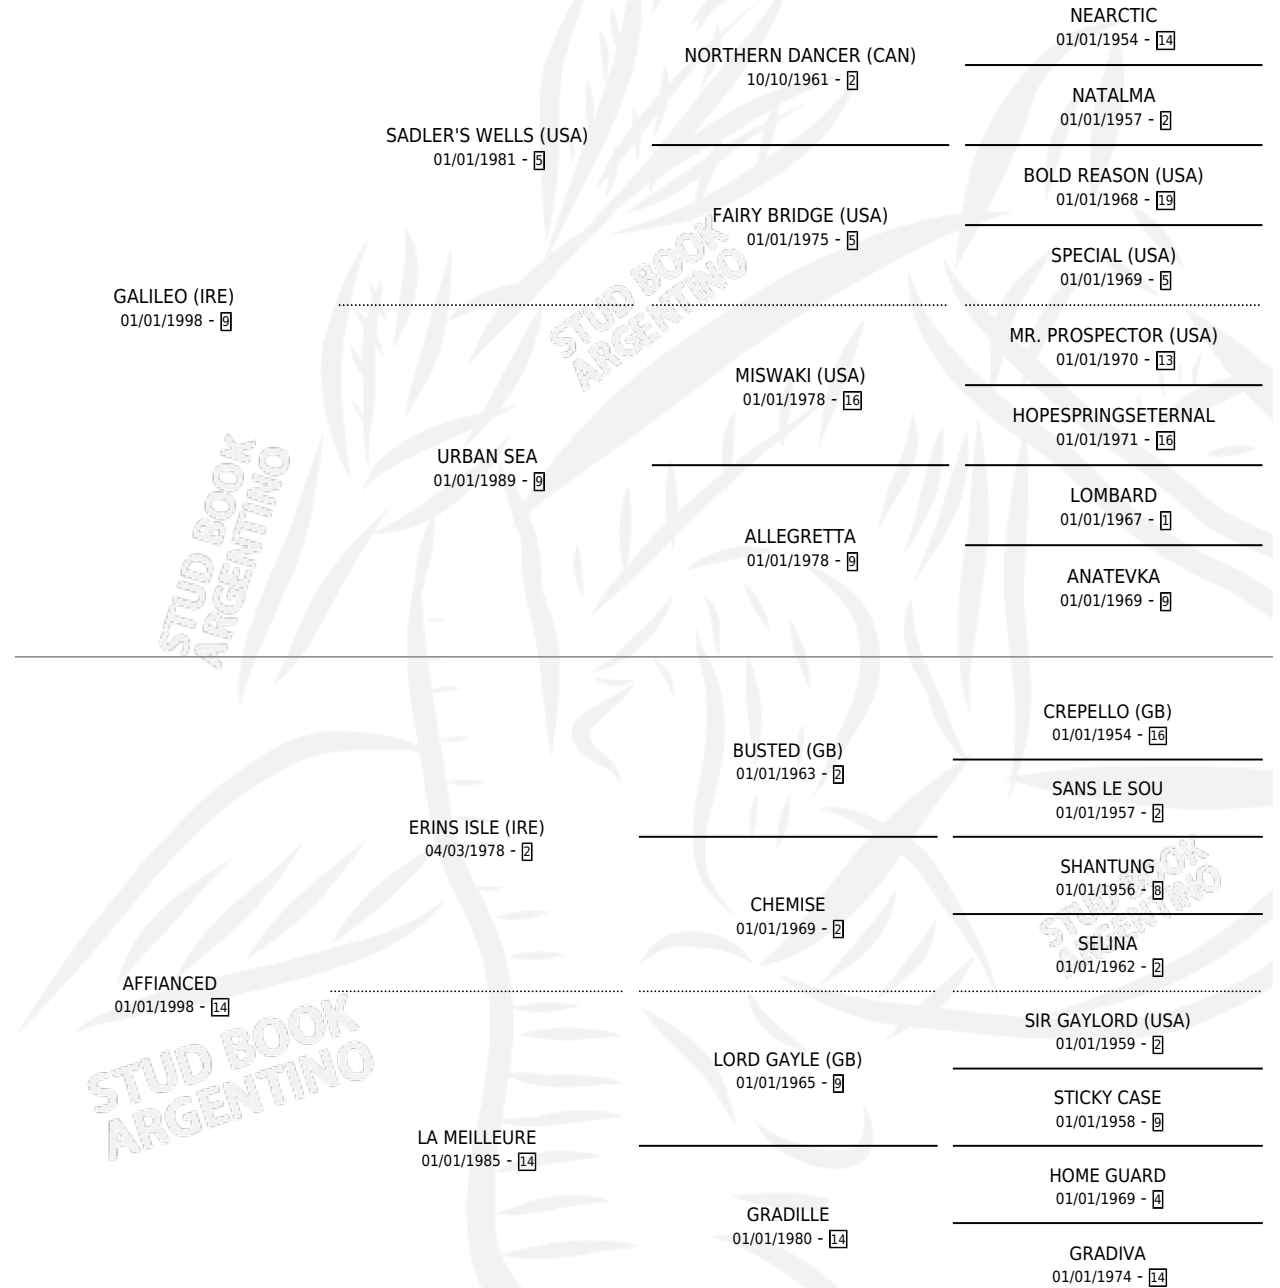 NEARCTIC
01/01/1954 - 14
NORTHERN DANCER (CAN)
10/10/1961 - 2
NATALMA
01/01/1957 - 2
SADLER'S WELLS (USA)
01/01/1981 - 5
BOLD REASON (USA)
01/01/1968 - 19
FAIRY BRIDGE (USA)
01/01/1975 - 5
SPECIAL (USA)
01/01/1969 - 5
GALILEO (IRE)
01/01/1998 - 9
STUD BOOK
ARGENTINO
MR. PROSPECTOR (USA)
01/01/1970 - 13
MISWAKI (USA)
01/01/1978 - 16
HOPESPRINGSETERNAL
01/01/1971 - 16
URBAN SEA
01/01/1989 - 9
LOMBARD
01/01/1967 - 1
ALLEGRETTA
01/01/1978 - 9
ANATEVKA
01/01/1969 - 9
STUD BOOK
ARGENTINO
CREPELLO (GB)
01/01/1954 - 16
BUSTED (GB)
01/01/1963 - 2
SANS LE SOU
01/01/1957 - 2
ERINS ISLE (IRE)
04/03/1978 - 2
SHANTUNG
01/01/1956 - 8
CHEMISE
01/01/1969 - 2
STUD BOOK
ARGENTINO
SELINA
01/01/1962 - 2
AFFIANCED
01/01/1998 - 14
SIR GAYLORD (USA)
01/01/1959 - 2
LORD GAYLE (GB)
01/01/1965 - 9
STICKY CASE
01/01/1958 - 9
STUD BOOK
ARGENTINO
LA MEILLEURE
01/01/1985 - 14
HOME GUARD
01/01/1969 - 4
GRADILLE
01/01/1980 - 14
GRADIVA
01/01/1974 - 14